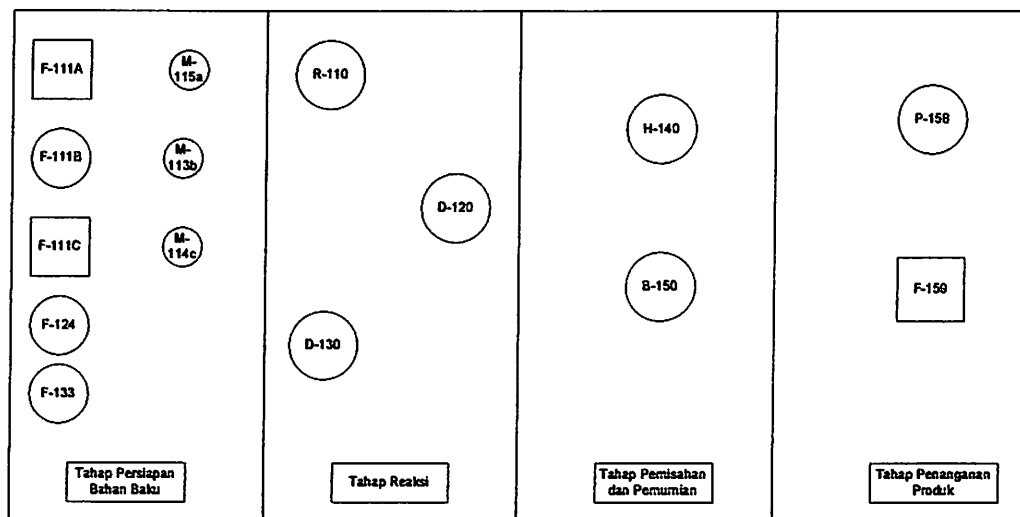 F-111A
M-
115a
F-111B
M-
113b
F-111C
M-
114c
F-124
F-133
Tahap Persiapan
Bahan Baku
R-110
D-120
D-130
Tahap Reaksi
H-140
B-150
Tahap Pemisahan
dan Pemurnian
P-158
F-159
Tahap Penanganan
Produk